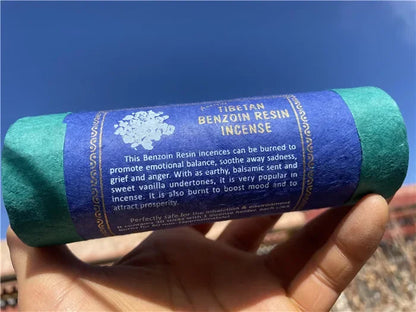 TIBETAN
BENZOIN RESIN
INCENSE
This Benzoin Resin incences can be burned to
promote emotional balance, soothe away sadness,
grief and anger. With as earthy, balsamic sent and
sweet vanilla undertones, it is very popular in
incense. It is also bornt to boost mood and to
attract prosperity.
Perfectly safe for the inhalation & environment